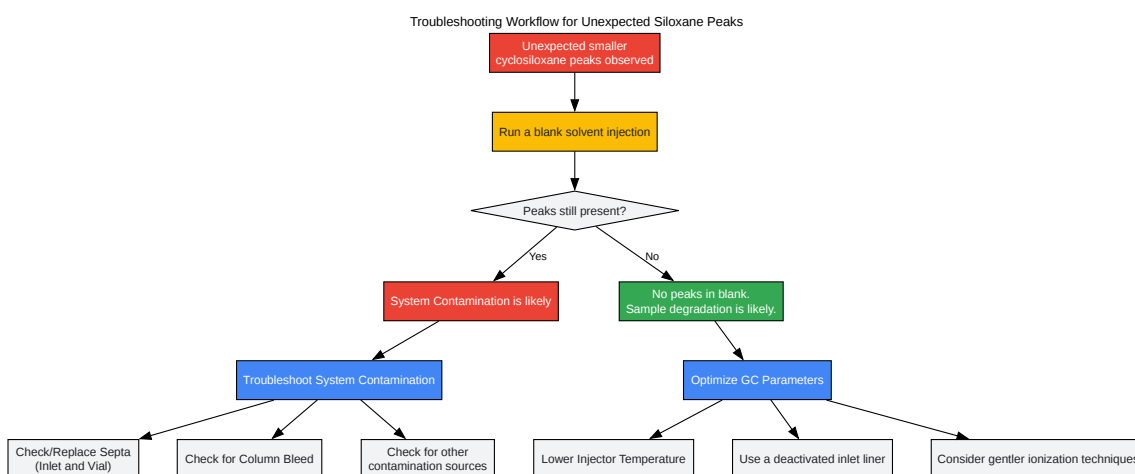 Troubleshooting Workflow for Unexpected Siloxane Peaks
Unexpected smaller
cyclosiloxane peaks observed
Run a blank solvent injection
Peaks still present?
Yes
No
System Contamination is likely
No peaks in blank.
Sample degradation is likely.
Troubleshoot System Contamination
Optimize GC Parameters
Check/Replace Septa
(Inlet and Vial)
Check for Column Bleed
Check for other
contamination sources
Lower Injector Temperature
Use a deactivated inlet liner
Consider gentler ionization techniques